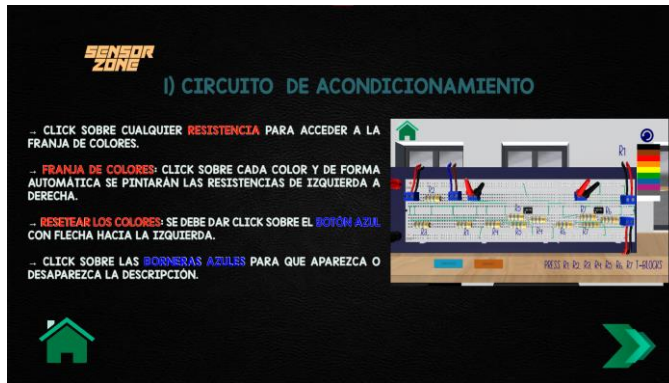 SENSOR
ZONE
1) CIRCUITO DE ACONDICIONAMIENTO
→ CLICK SOBRE CUALQUIER RESISTENCIA PARA ACCEDER A LA
FRANJA DE COLORES.
→ FRANJA DE COLORES: CLICK SOBRE CADA COLOR Y DE FORMA
AUTOMÁTICA SE PINTARÁN LAS RESISTENCIAS DE IZQUIERDA A
DERECHA.
→ RESETEAR LOS COLORES: SE DEBE DAR CLICK SOBRE EL BOTÓN AZUL
CON FLECHA HACIA LA IZQUIERDA.
→ CLICK SOBRE LAS BORNERAS AZULES PARA QUE APAREZCA O
DESAPAREZCA LA DESCRIPCIÓN.
R1
PRESS R1 R2 R3 R4 R5 R6 R7 T-BLOCKS